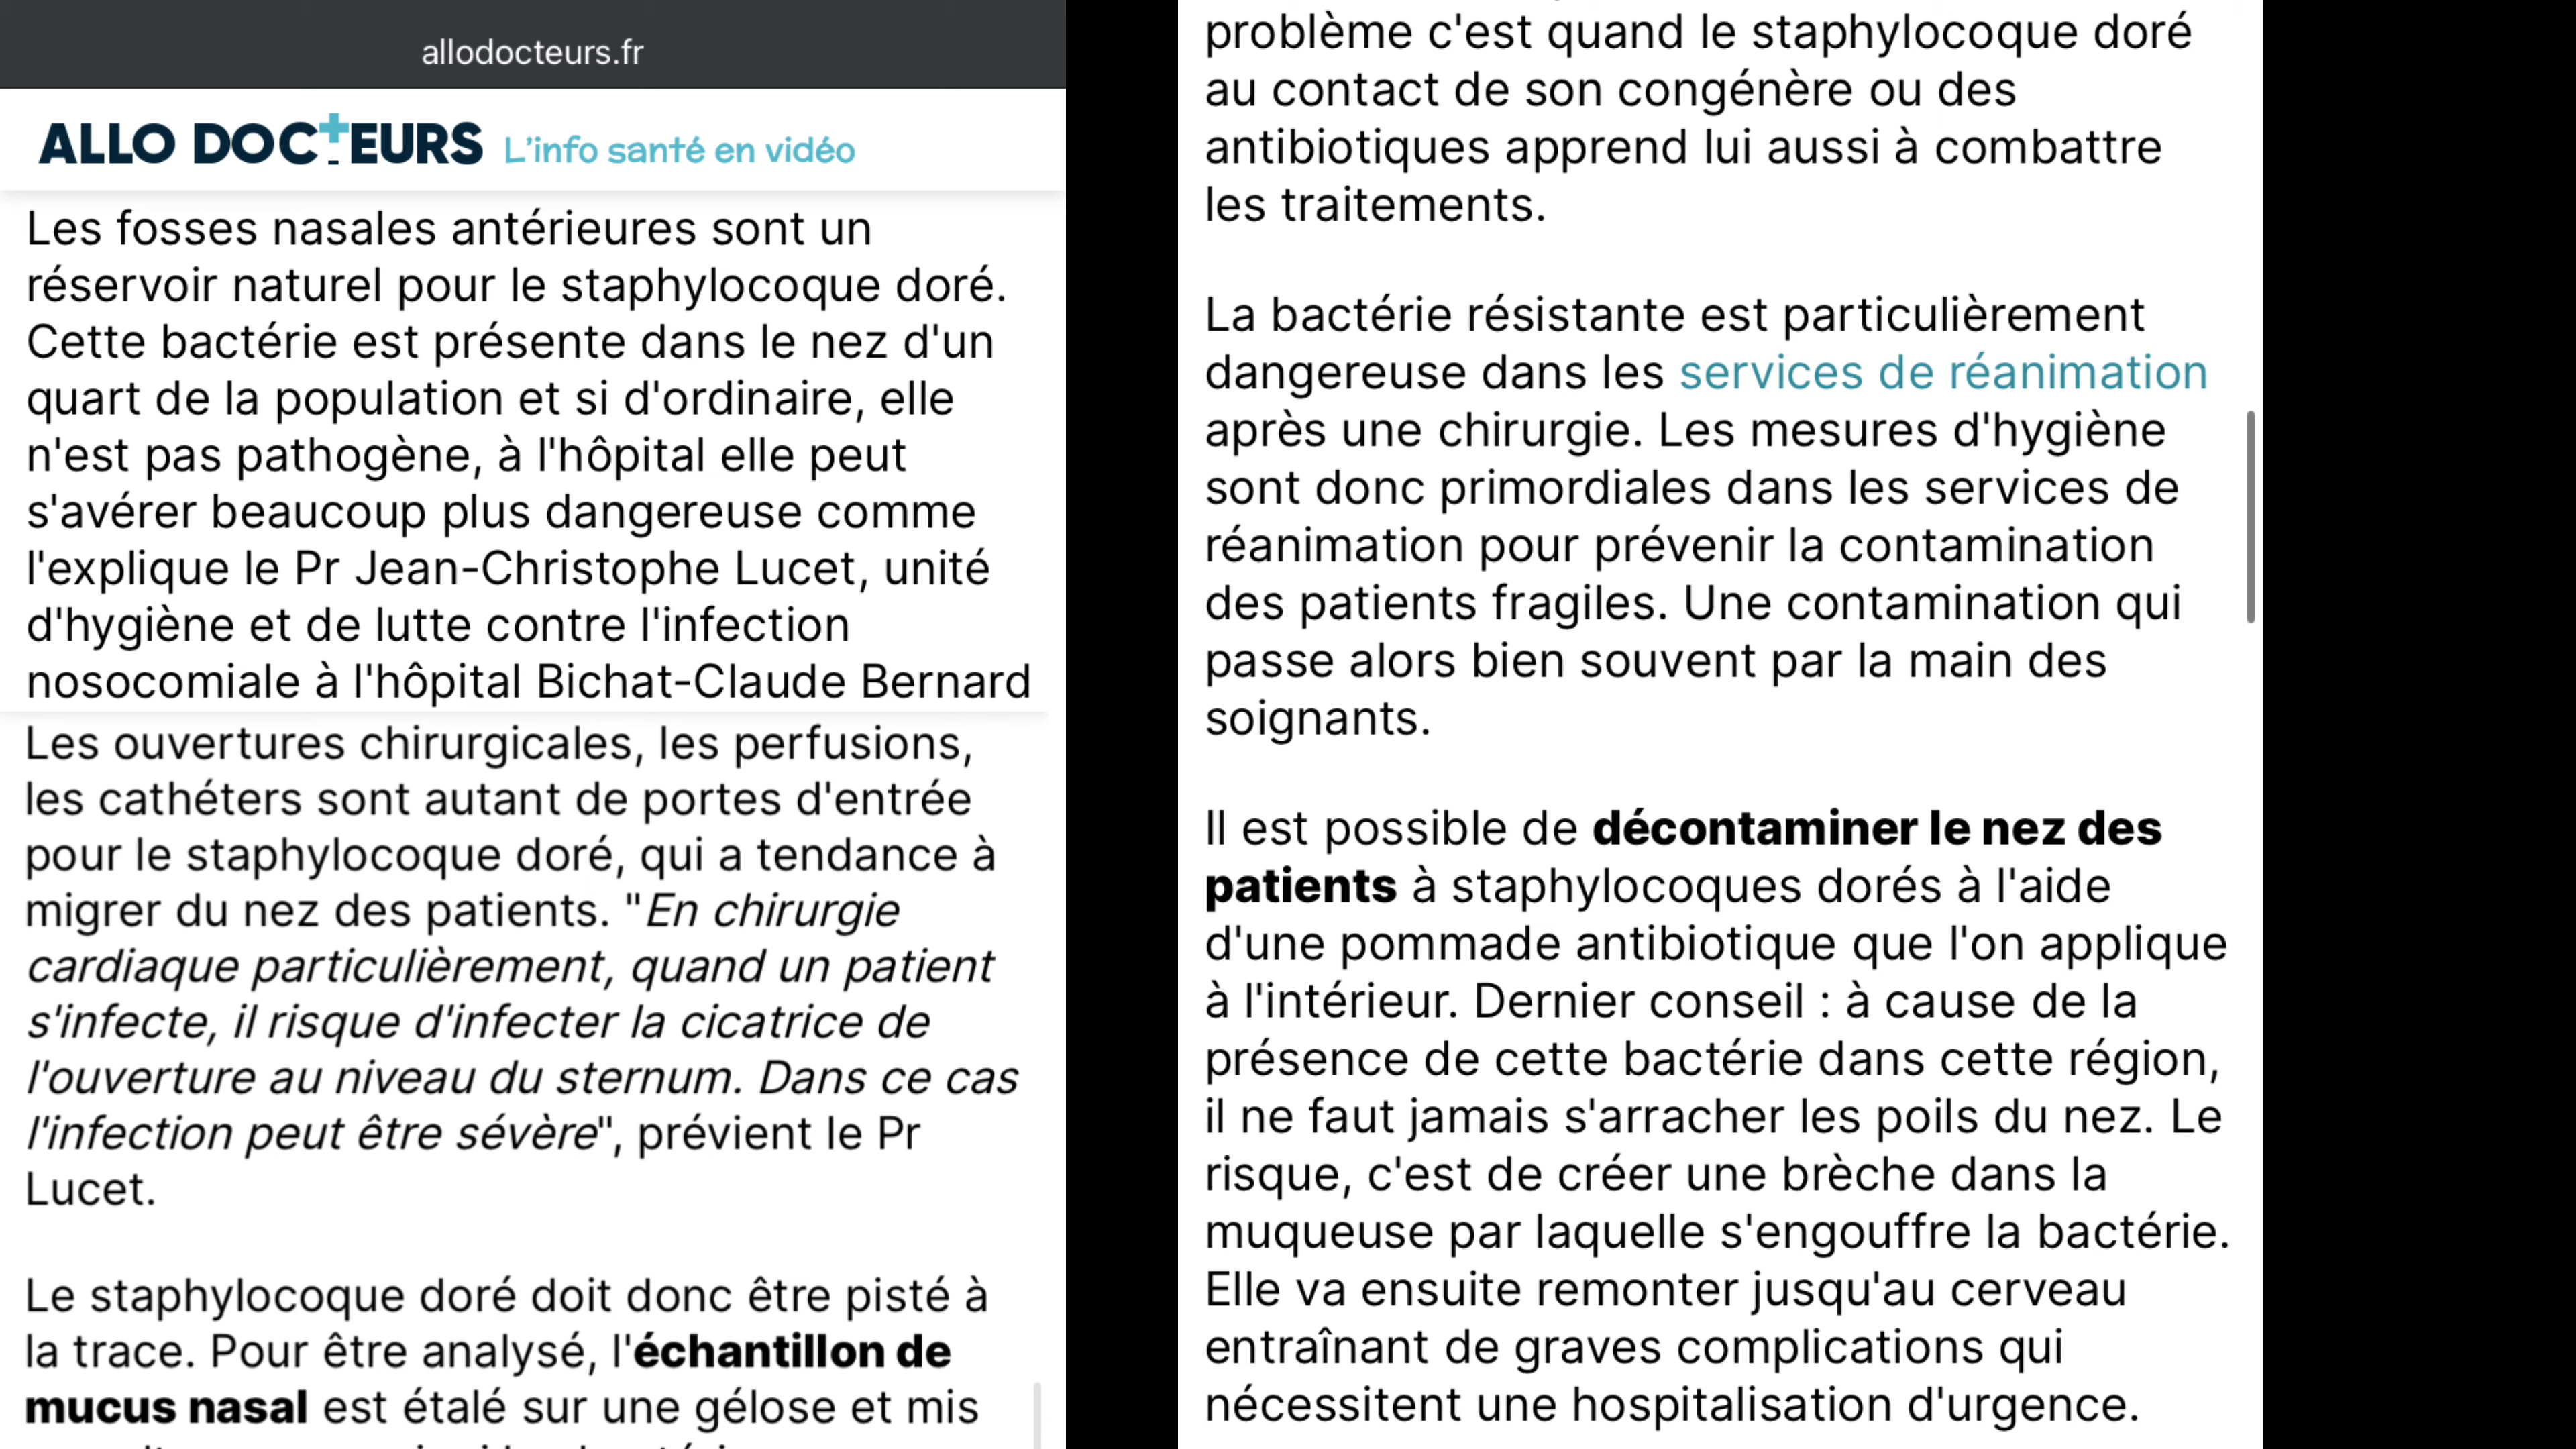 allodocteurs.fr
ALLO DOCTEURS L'info santé en vidéo
Les fosses nasales antérieures sont un
réservoir naturel pour le staphylocoque doré.
Cette bactérie est présente dans le nez d'un
quart de la population et si d'ordinaire, elle
n'est pas pathogène, à l'hôpital elle peut
s'avérer beaucoup plus dangereuse comme
l'explique le Pr Jean-Christophe Lucet, unité
d'hygiène et de lutte contre l'infection
nosocomiale à l'hôpital Bichat-Claude Bernard
Les ouvertures chirurgicales, les perfusions,
les cathéters sont autant de portes d'entrée
pour le staphylocoque doré, qui a tendance à
migrer du nez des patients. "En chirurgie
cardiaque particulièrement, quand un patient
s'infecte, il risque d'infecter la cicatrice de
l'ouverture au niveau du sternum. Dans ce cas
l'infection peut être sévère", prévient le Pr
Lucet.
Le staphylocoque doré doit donc être pisté à
la trace. Pour être analysé, l'échantillon de
mucus nasal est étalé sur une gélose et mis
problème c'est quand le staphylocoque doré
au contact de son congénère ou des
antibiotiques apprend lui aussi à combattre
les traitements.
La bactérie résistante est particulièrement
dangereuse dans les services de réanimation
après une chirurgie. Les mesures d'hygiène
sont donc primordiales dans les services de
réanimation pour prévenir la contamination
des patients fragiles. Une contamination qui
passe alors bien souvent par la main des
soignants.
Il est possible de décontaminer le nez des
patients à staphylocoques dorés à l'aide
d'une pommade antibiotique que l'on applique
à l'intérieur. Dernier conseil : à cause de la
présence de cette bactérie dans cette région,
il ne faut jamais s'arracher les poils du nez. Le
risque, c'est de créer une brèche dans la
muqueuse par laquelle s'engouffre la bactérie.
Elle va ensuite remonter jusqu'au cerveau
entraînant de graves complications qui
nécessitent une hospitalisation d'urgence.